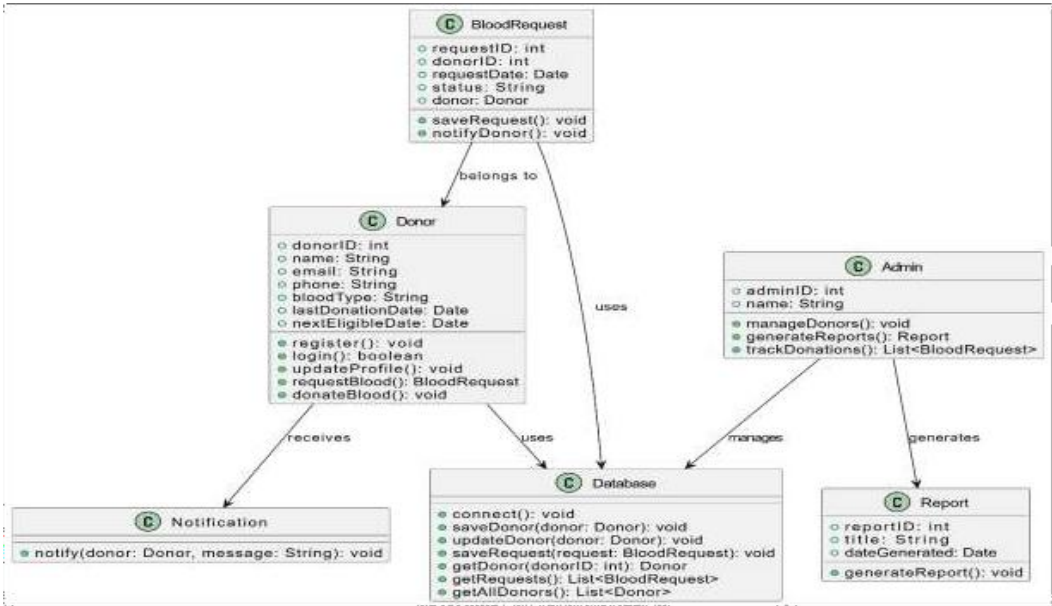 C BloodRequest
requestID: int
donorID: int
requestDate: Date
status: String
donor: Donor
saveRequest(): void
notifyDonor(): void
belongs to
C Donor
donorID: int
name: String
email: String
phone: String
bloodType: String
lastDonationDate: Date
nextEligibleDate: Date
register(): void
login(): boolean
updateProfile(): void
requestBlood(): BloodRequest
donateBlood(): void
uses
C Admin
adminID: int
name: String
manageDonors(): void
generateReports(): Report
trackDonations(): List<BloodRequest>
receives
uses
manages
generates
C Notification
notify(donor: Donor, message: String): void
C Database
connect(): void
saveDonor(donor: Donor): void
updateDonor(donor: Donor): void
saveRequest(request: BloodRequest): void
getDonor(donorID: int): Donor
getRequests(): List<BloodRequest>
getAllDonors(): List<Donor>
C Report
reportID: int
title: String
dateGenerated: Date
generateReport(): void